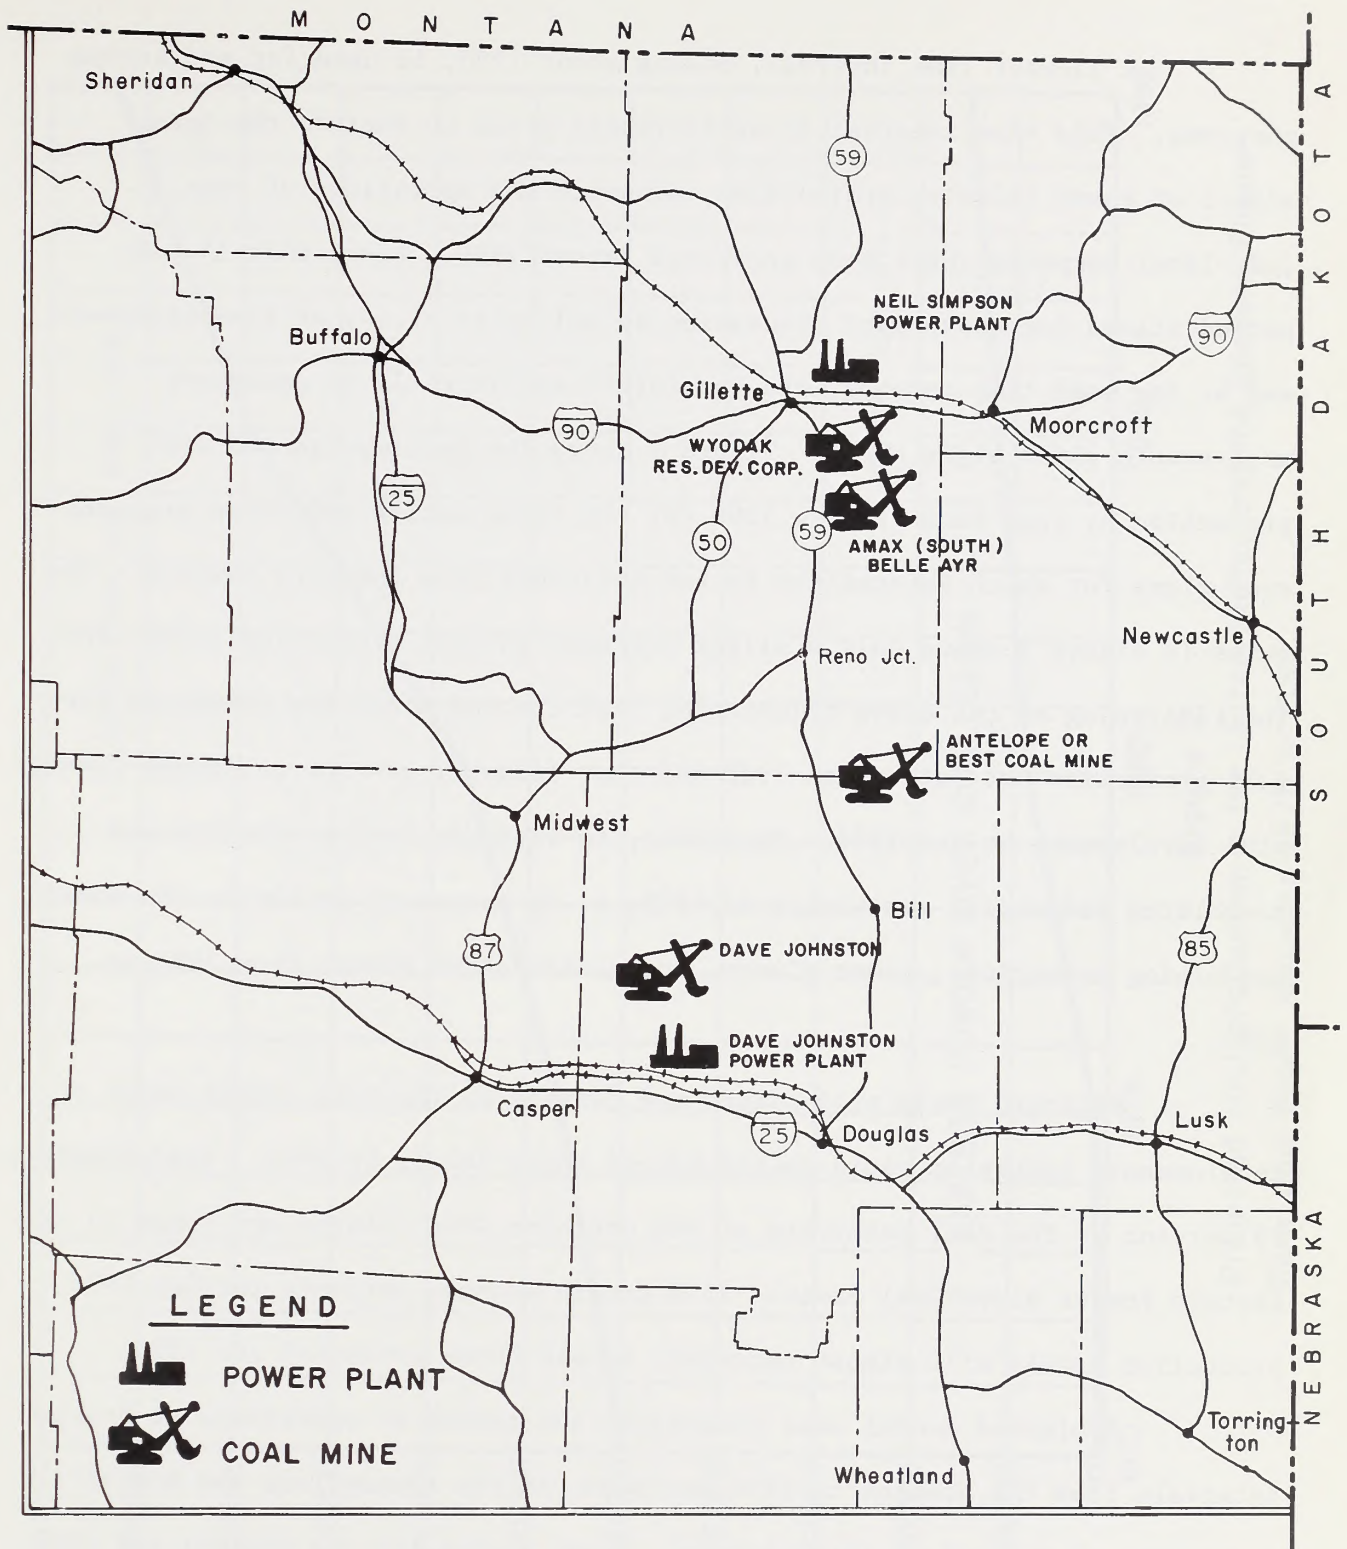 MONTANA
Sheridan
59
SOUTH DAKOTA
NEIL SIMPSON
POWER PLANT
90
Buffalo
Gillette
Moorcroft
90
WYODAK
RES. DEV. CORP.
25
50
59
AMAX (SOUTH)
BELLE AYR
Newcastle
Reno Jct.
ANTELOPE OR
BEST COAL MINE
Midwest
Bill
87
DAVE JOHNSTON
85
DAVE JOHNSTON
POWER PLANT
Casper
25
Douglas
Lusk
NEBRASKA
LEGEND
POWER PLANT
COAL MINE
Torring-
ton
Wheatland